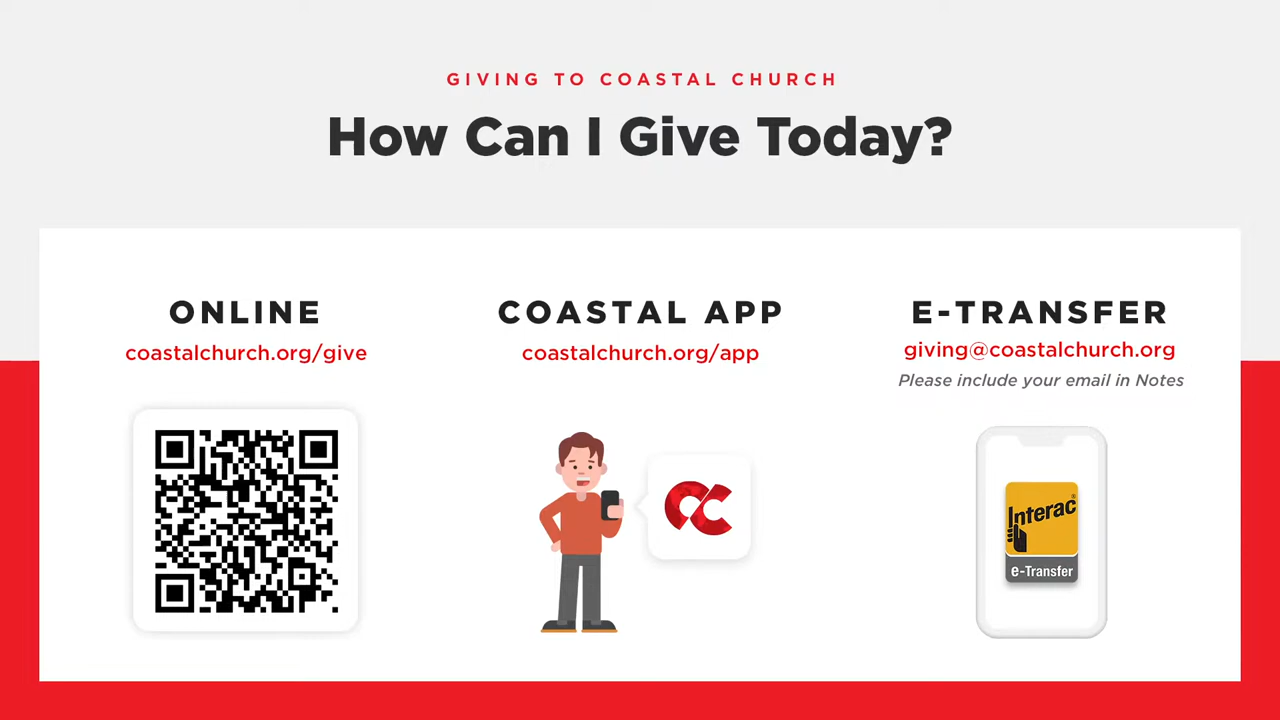 GIVING TO COASTAL CHURCH
How Can I Give Today?
ONLINE
coastalchurch.org/give
COASTAL APP
coastalchurch.org/app
E-TRANSFER
giving@coastalchurch.org
Please include your email in Notes
Interac®
e-Transfer